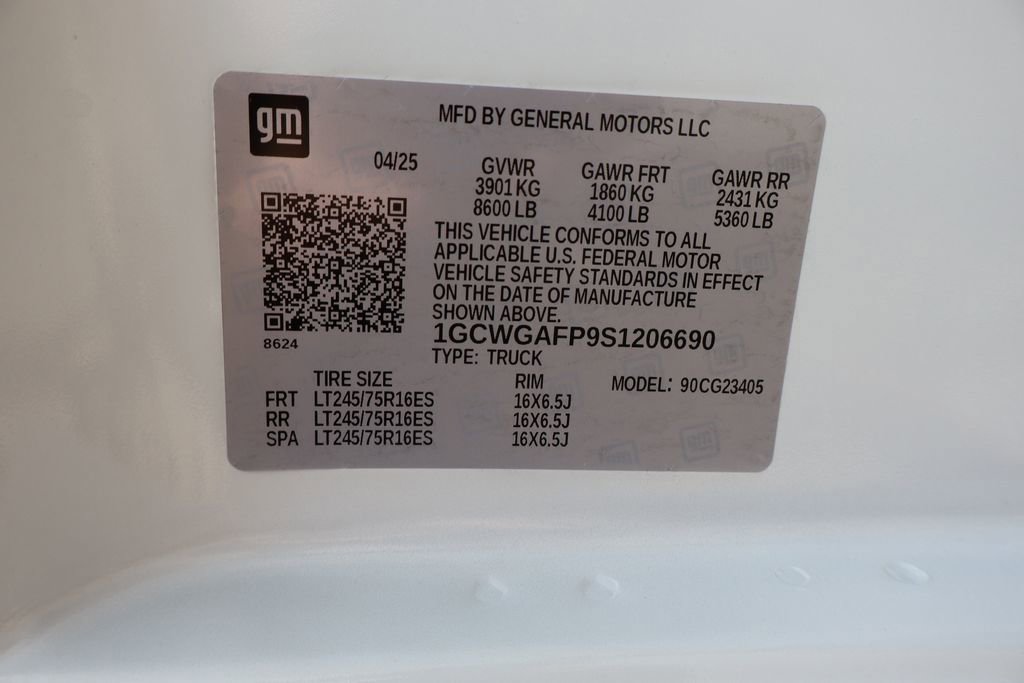 gm
MFD BY GENERAL MOTORS LLC
04/25 GVWR GAWR FRT GAWR RR
3901 KG 1860 KG 2431 KG
8600 LB 4100 LB 5360 LB
THIS VEHICLE CONFORMS TO ALL
APPLICABLE U.S. FEDERAL MOTOR
VEHICLE SAFETY STANDARDS IN EFFECT
ON THE DATE OF MANUFACTURE
SHOWN ABOVE.
8624
1GCWGAFP9S1206690
TYPE: TRUCK
TIRE SIZE RIM MODEL: 90CG23405
FRT LT245/75R16ES 16X6.5J
RR LT245/75R16ES 16X6.5J
SPA LT245/75R16ES 16X6.5J